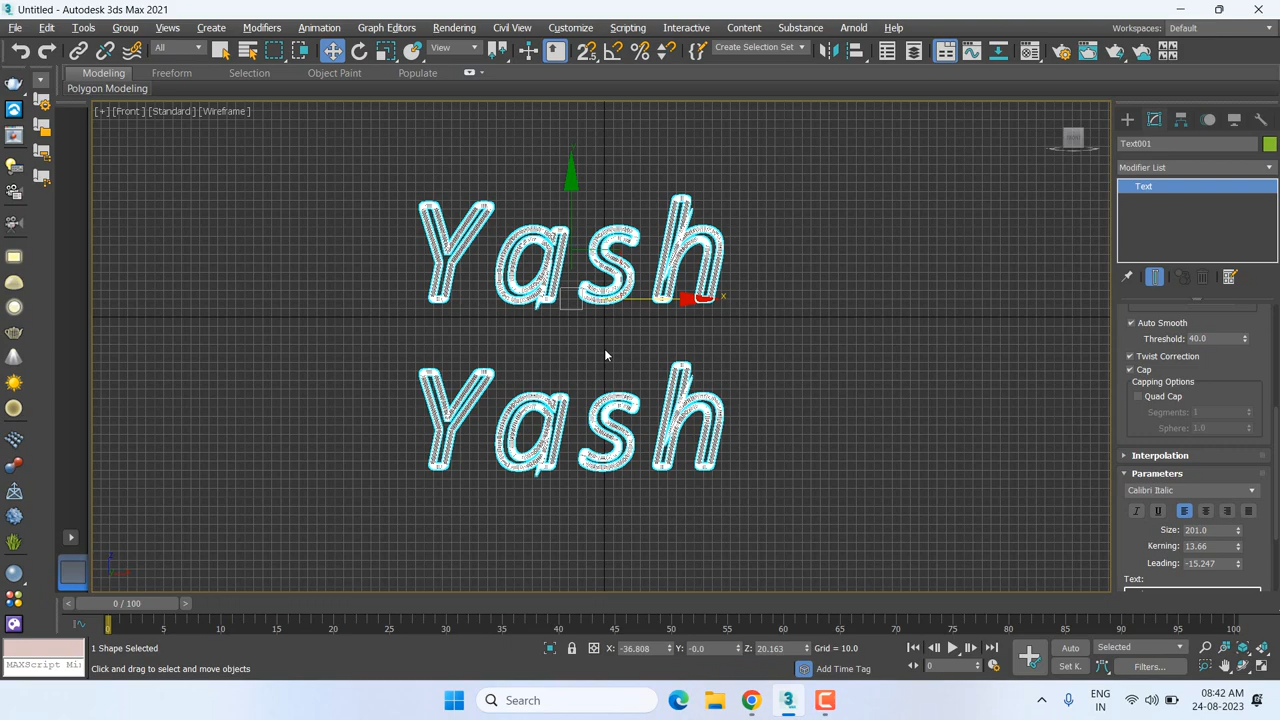 Untitled - Autodesk 3ds Max 2021
File Edit Tools Group Views Create Modifiers Animation Graph Editors Rendering Civil View Customize Scripting Interactive Content Substance Arnold Help
Workspaces: Default
All View Create Selection Set
Modeling Freeform Selection Object Paint Populate
Polygon Modeling
[+] [Front] [Standard] [Wireframe]
Text001
Modifier List
Text
Yash
x
Yash
Auto Smooth
Threshold: 40.0
Twist Correction
Cap
Capping Options
Quad Cap
Segments: 1
Sphere: 1.0
Interpolation
Parameters
Calibri Italic
Size: 201.0
Kerning: 13.66
Leading: -15.247
Text:
0 / 100
0 5 10 15 20 25 30 35 40 45 50 55 60 65 70 75 80 85 90 95 100
1 Shape Selected
X: -36.808 Y: -0.0 Z: 20.163 Grid = 10.0
Auto Selected
MAXScript Mi
Click and drag to select and move objects
Add Time Tag
0
Set K. Filters...
Search
ENG
IN
08:42 AM
24-08-2023